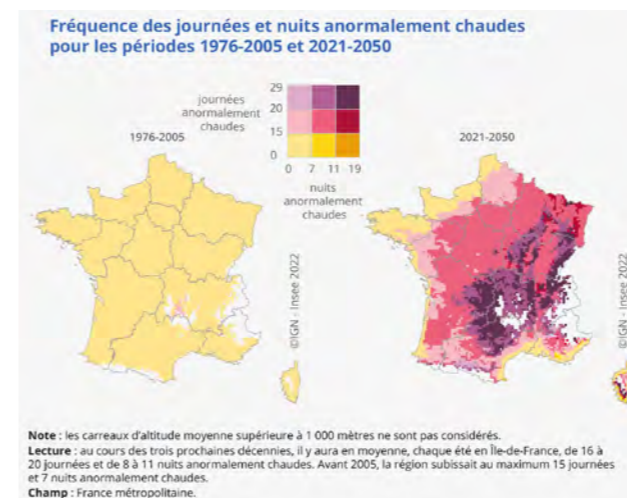 Fréquence des journées et nuits anormalement chaudes
pour les périodes 1976-2005 et 2021-2050
journées
anormalement
chaudes
29
20
15
0
0 7 11 19
nuits
anormalement
chaudes
1976-2005
2021-2050
©IGN - Insee 2022
©IGN - Insee 2022
Note : les carreaux d'altitude moyenne supérieure à 1 000 mètres ne sont pas considérés.
Lecture : au cours des trois prochaines décennies, il y aura en moyenne, chaque été en Île-de-France, de 16 à
20 journées et de 8 à 11 nuits anormalement chaudes. Avant 2005, la région subissait au maximum 15 journées
et 7 nuits anormalement chaudes.
Champ : France métropolitaine.